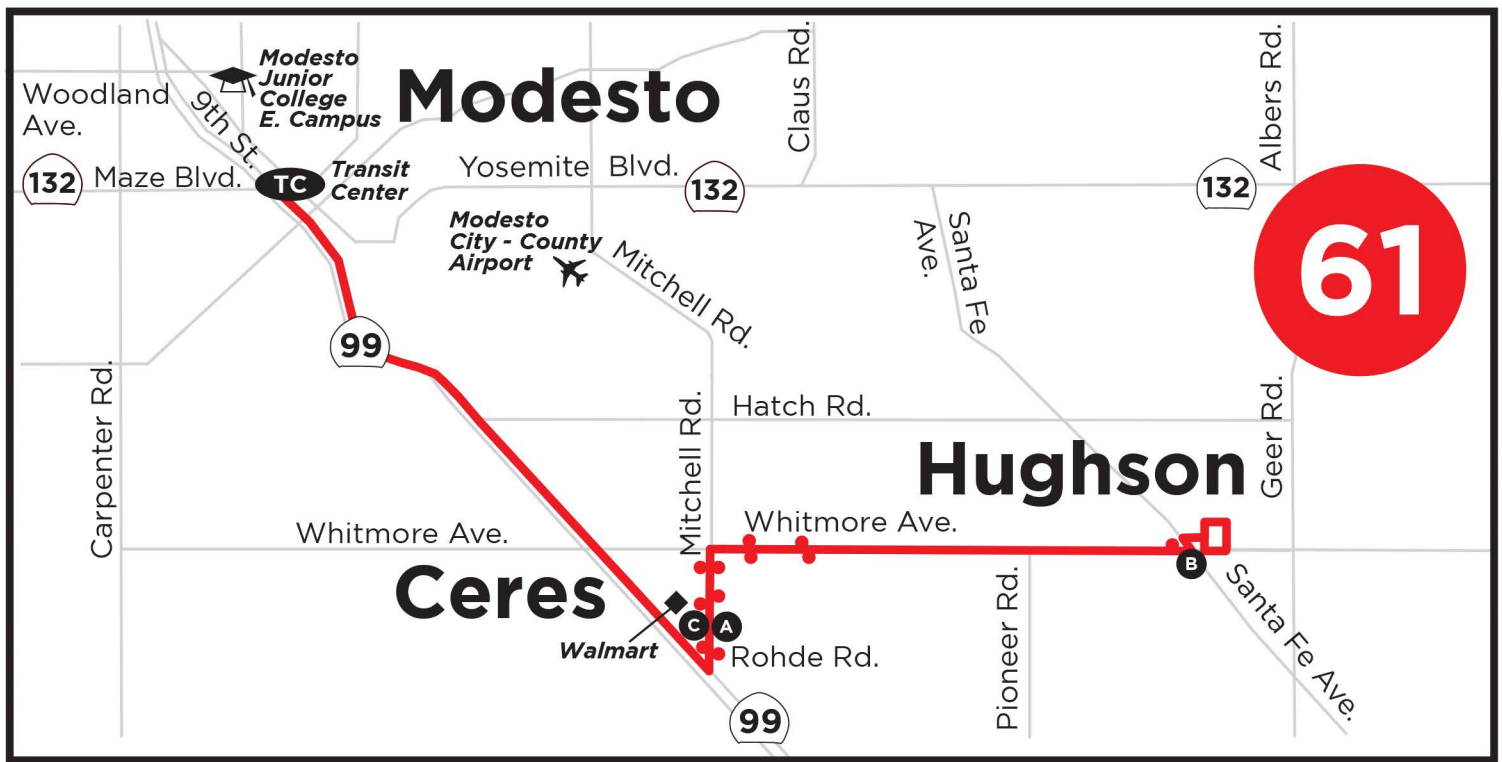 Modesto
Junior
College
E. Campus
Modesto
Woodland
Ave.
9th St.
Claus Rd.
Albers Rd.
132
Maze Blvd.
TC
Transit
Center
Yosemite Blvd.
132
132
61
Modesto
City - County
Airport
Mitchell Rd.
Santa Fe
Ave.
99
Carpenter Rd.
Mitchell Rd.
Hatch Rd.
Hughson
Geer Rd.
Whitmore Ave.
Whitmore Ave.
B
Ceres
C
A
Walmart
Rohde Rd.
Pioneer Rd.
Santa Fe Ave.
99